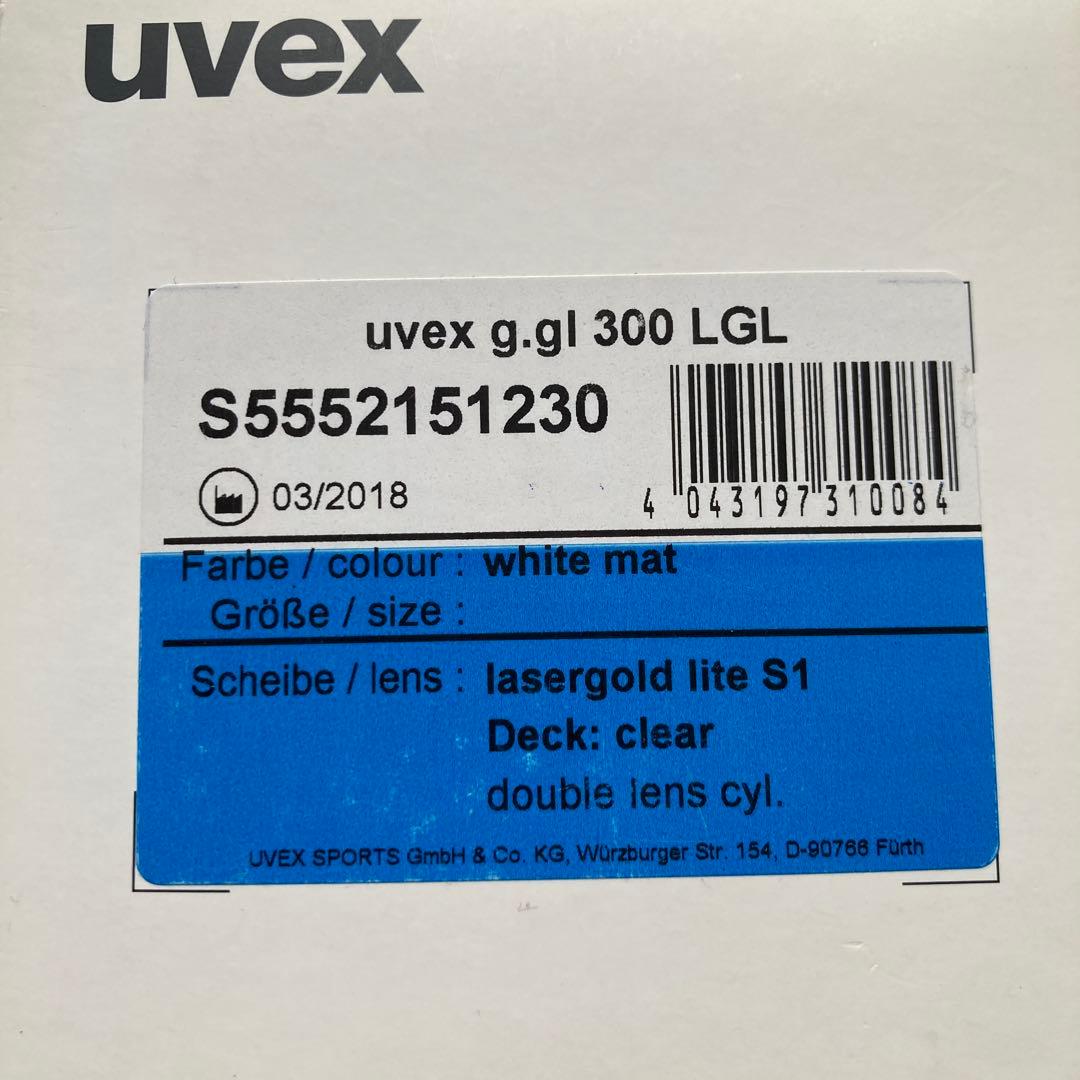 uvex
uvex g.gl 300 LGL
S5552151230
03/2018
4 043197 310084
Farbe / colour : white mat
Größe / size :
Scheibe / lens : lasergold lite S1
Deck: clear
double lens cyl.
UVEX SPORTS GmbH & Co. KG, Würzburger Str. 154, D-90766 Fürth